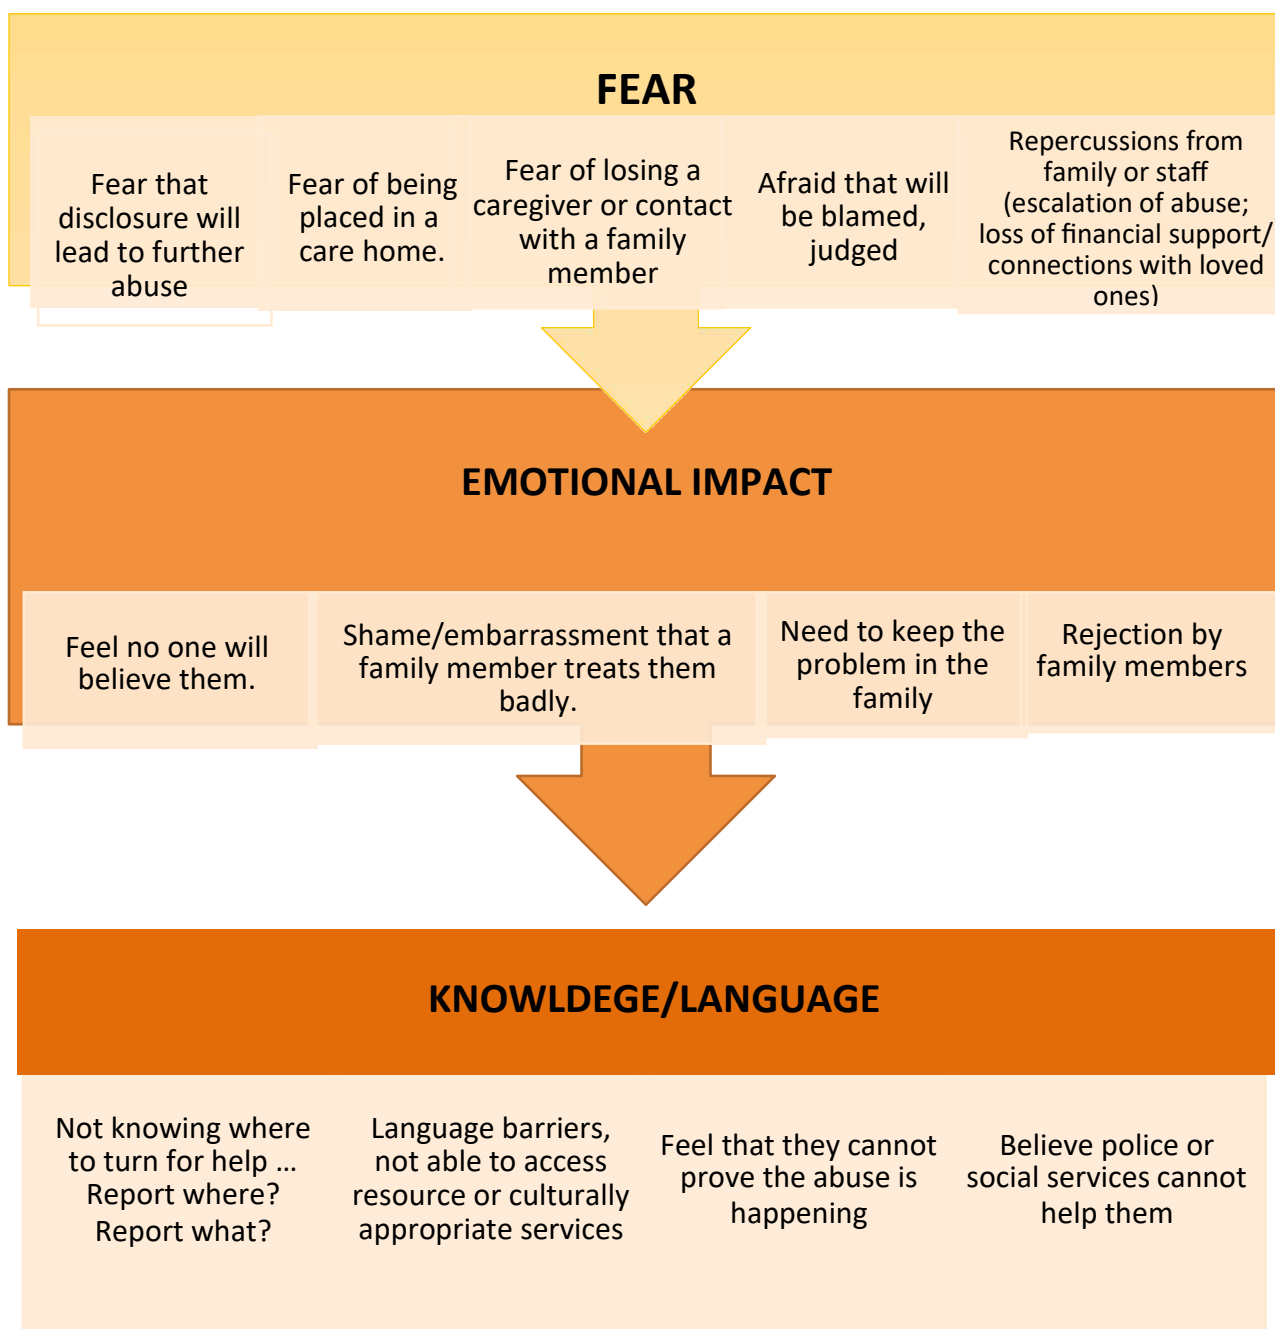 FEAR
Fear that
disclosure will
lead to further
abuse
Fear of being
placed in a
care home.
Fear of losing a
caregiver or contact
with a family
member
Afraid that will
be blamed,
judged
Repercussions from
family or staff
(escalation of abuse;
loss of financial support/
connections with loved
ones)
EMOTIONAL IMPACT
Feel no one will
believe them.
Shame/embarrassment that a
family member treats them
badly.
Need to keep the
problem in the
family
Rejection by
family members
KNOWLDEGE/LANGUAGE
Not knowing where
to turn for help ...
Report where?
Report what?
Language barriers,
not able to access
resource or culturally
appropriate services
Feel that they cannot
prove the abuse is
happening
Believe police or
social services cannot
help them